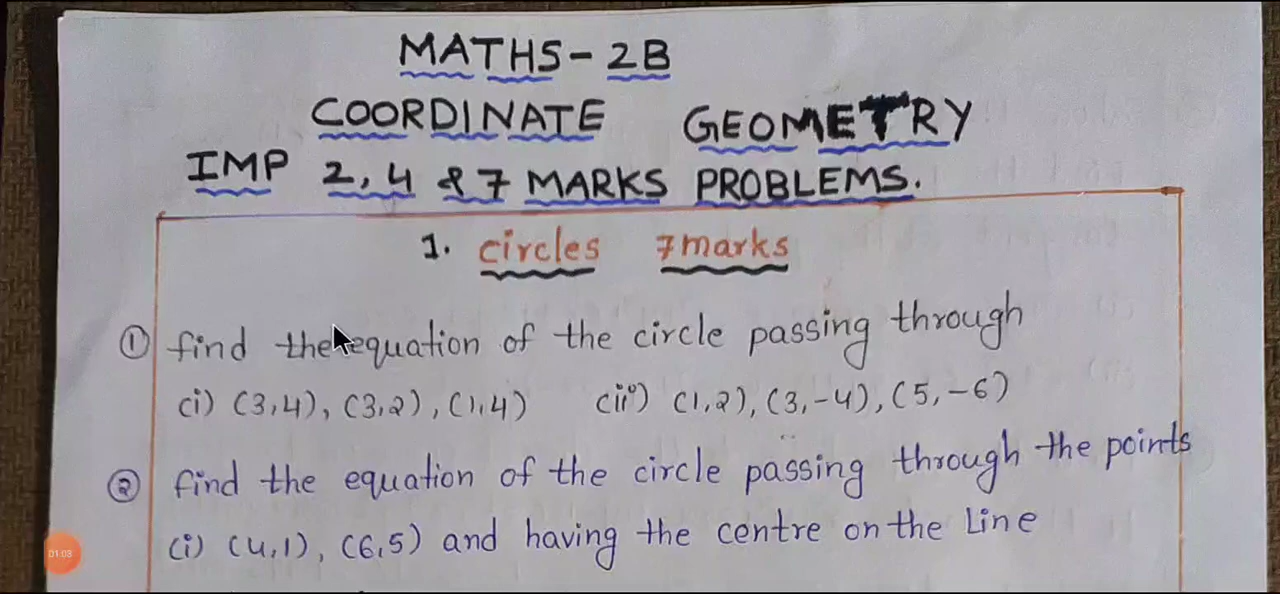 MATHS - 2B
COORDINATE GEOMETRY
IMP 2, 4 & 7 MARKS PROBLEMS.
1. circles 7marks
① find the equation of the circle passing through
(i) (3,4), (3,2), (1,4) (ii) (1,2), (3,-4), (5,-6)
② find the equation of the circle passing through the points
(i) (4,1), (6,5) and having the centre on the Line
01:03